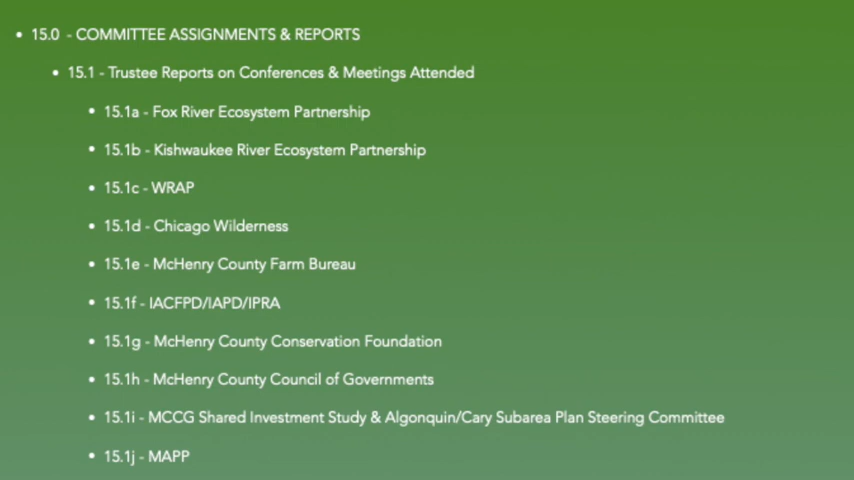 • 15.0 - COMMITTEE ASSIGNMENTS & REPORTS
• 15.1 - Trustee Reports on Conferences & Meetings Attended
• 15.1a - Fox River Ecosystem Partnership
• 15.1b - Kishwaukee River Ecosystem Partnership
• 15.1c - WRAP
• 15.1d - Chicago Wilderness
• 15.1e - McHenry County Farm Bureau
• 15.1f - IACFPD/IAPD/IPRA
• 15.1g - McHenry County Conservation Foundation
• 15.1h - McHenry County Council of Governments
• 15.1i - MCCG Shared Investment Study & Algonquin/Cary Subarea Plan Steering Committee
• 15.1j - MAPP